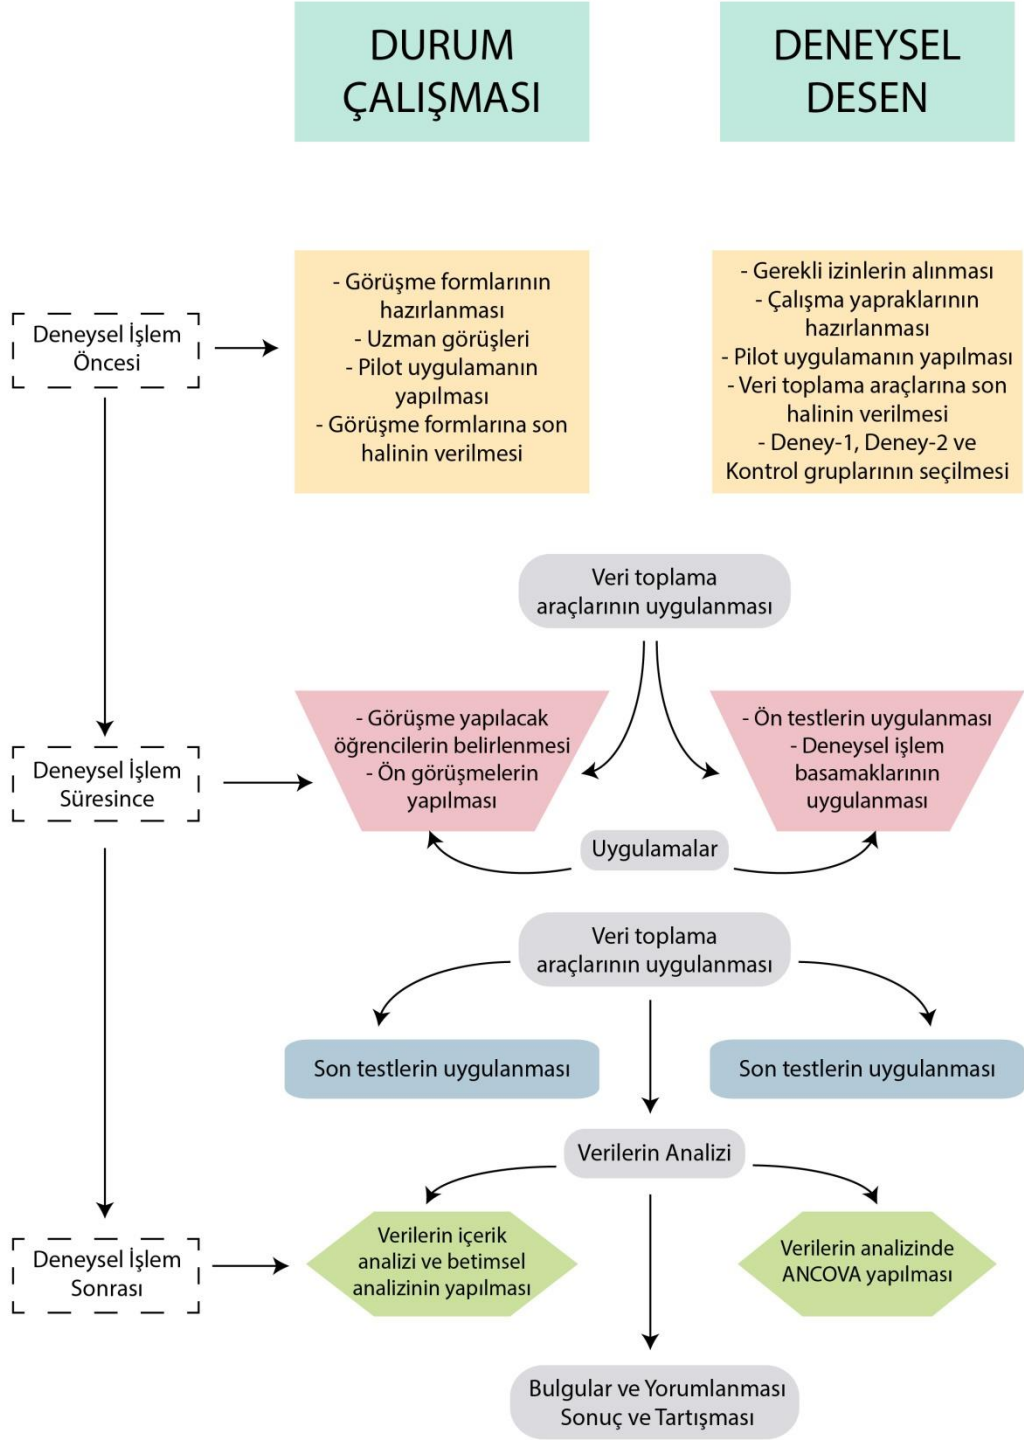 DURUM
ÇALIŞMASI
DENEYSEL
DESEN
Deneysel İşlem
Öncesi
- Görüşme formlarının
hazırlanması
- Uzman görüşleri
- Pilot uygulamanın
yapılması
- Görüşme formlarına son
halinin verilmesi
- Gerekli izinlerin alınması
- Çalışma yapraklarının
hazırlanması
- Pilot uygulamanın yapılması
- Veri toplama araçlarına son
halinin verilmesi
- Deney-1, Deney-2 ve
Kontrol gruplarının seçilmesi
Veri toplama
araçlarının uygulanması
Deneysel İşlem
Süresince
- Görüşme yapılacak
öğrencilerin belirlenmesi
- Ön görüşmelerin
yapılması
- Ön testlerin uygulanması
- Deneysel işlem
basamaklarının
uygulanması
Uygulamalar
Veri toplama
araçlarının uygulanması
Son testlerin uygulanması
Son testlerin uygulanması
Verilerin Analizi
Deneysel İşlem
Sonrası
Verilerin içerik
analizi ve betimsel
analizinin yapılması
Verilerin analizinde
ANCOVA yapılması
Bulgular ve Yorumlanması
Sonuç ve Tartışması